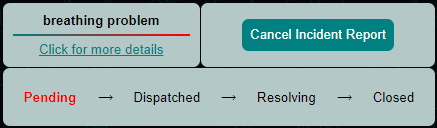 breathing problem
Click for more details
Cancel Incident Report
Pending → Dispatched → Resolving → Closed